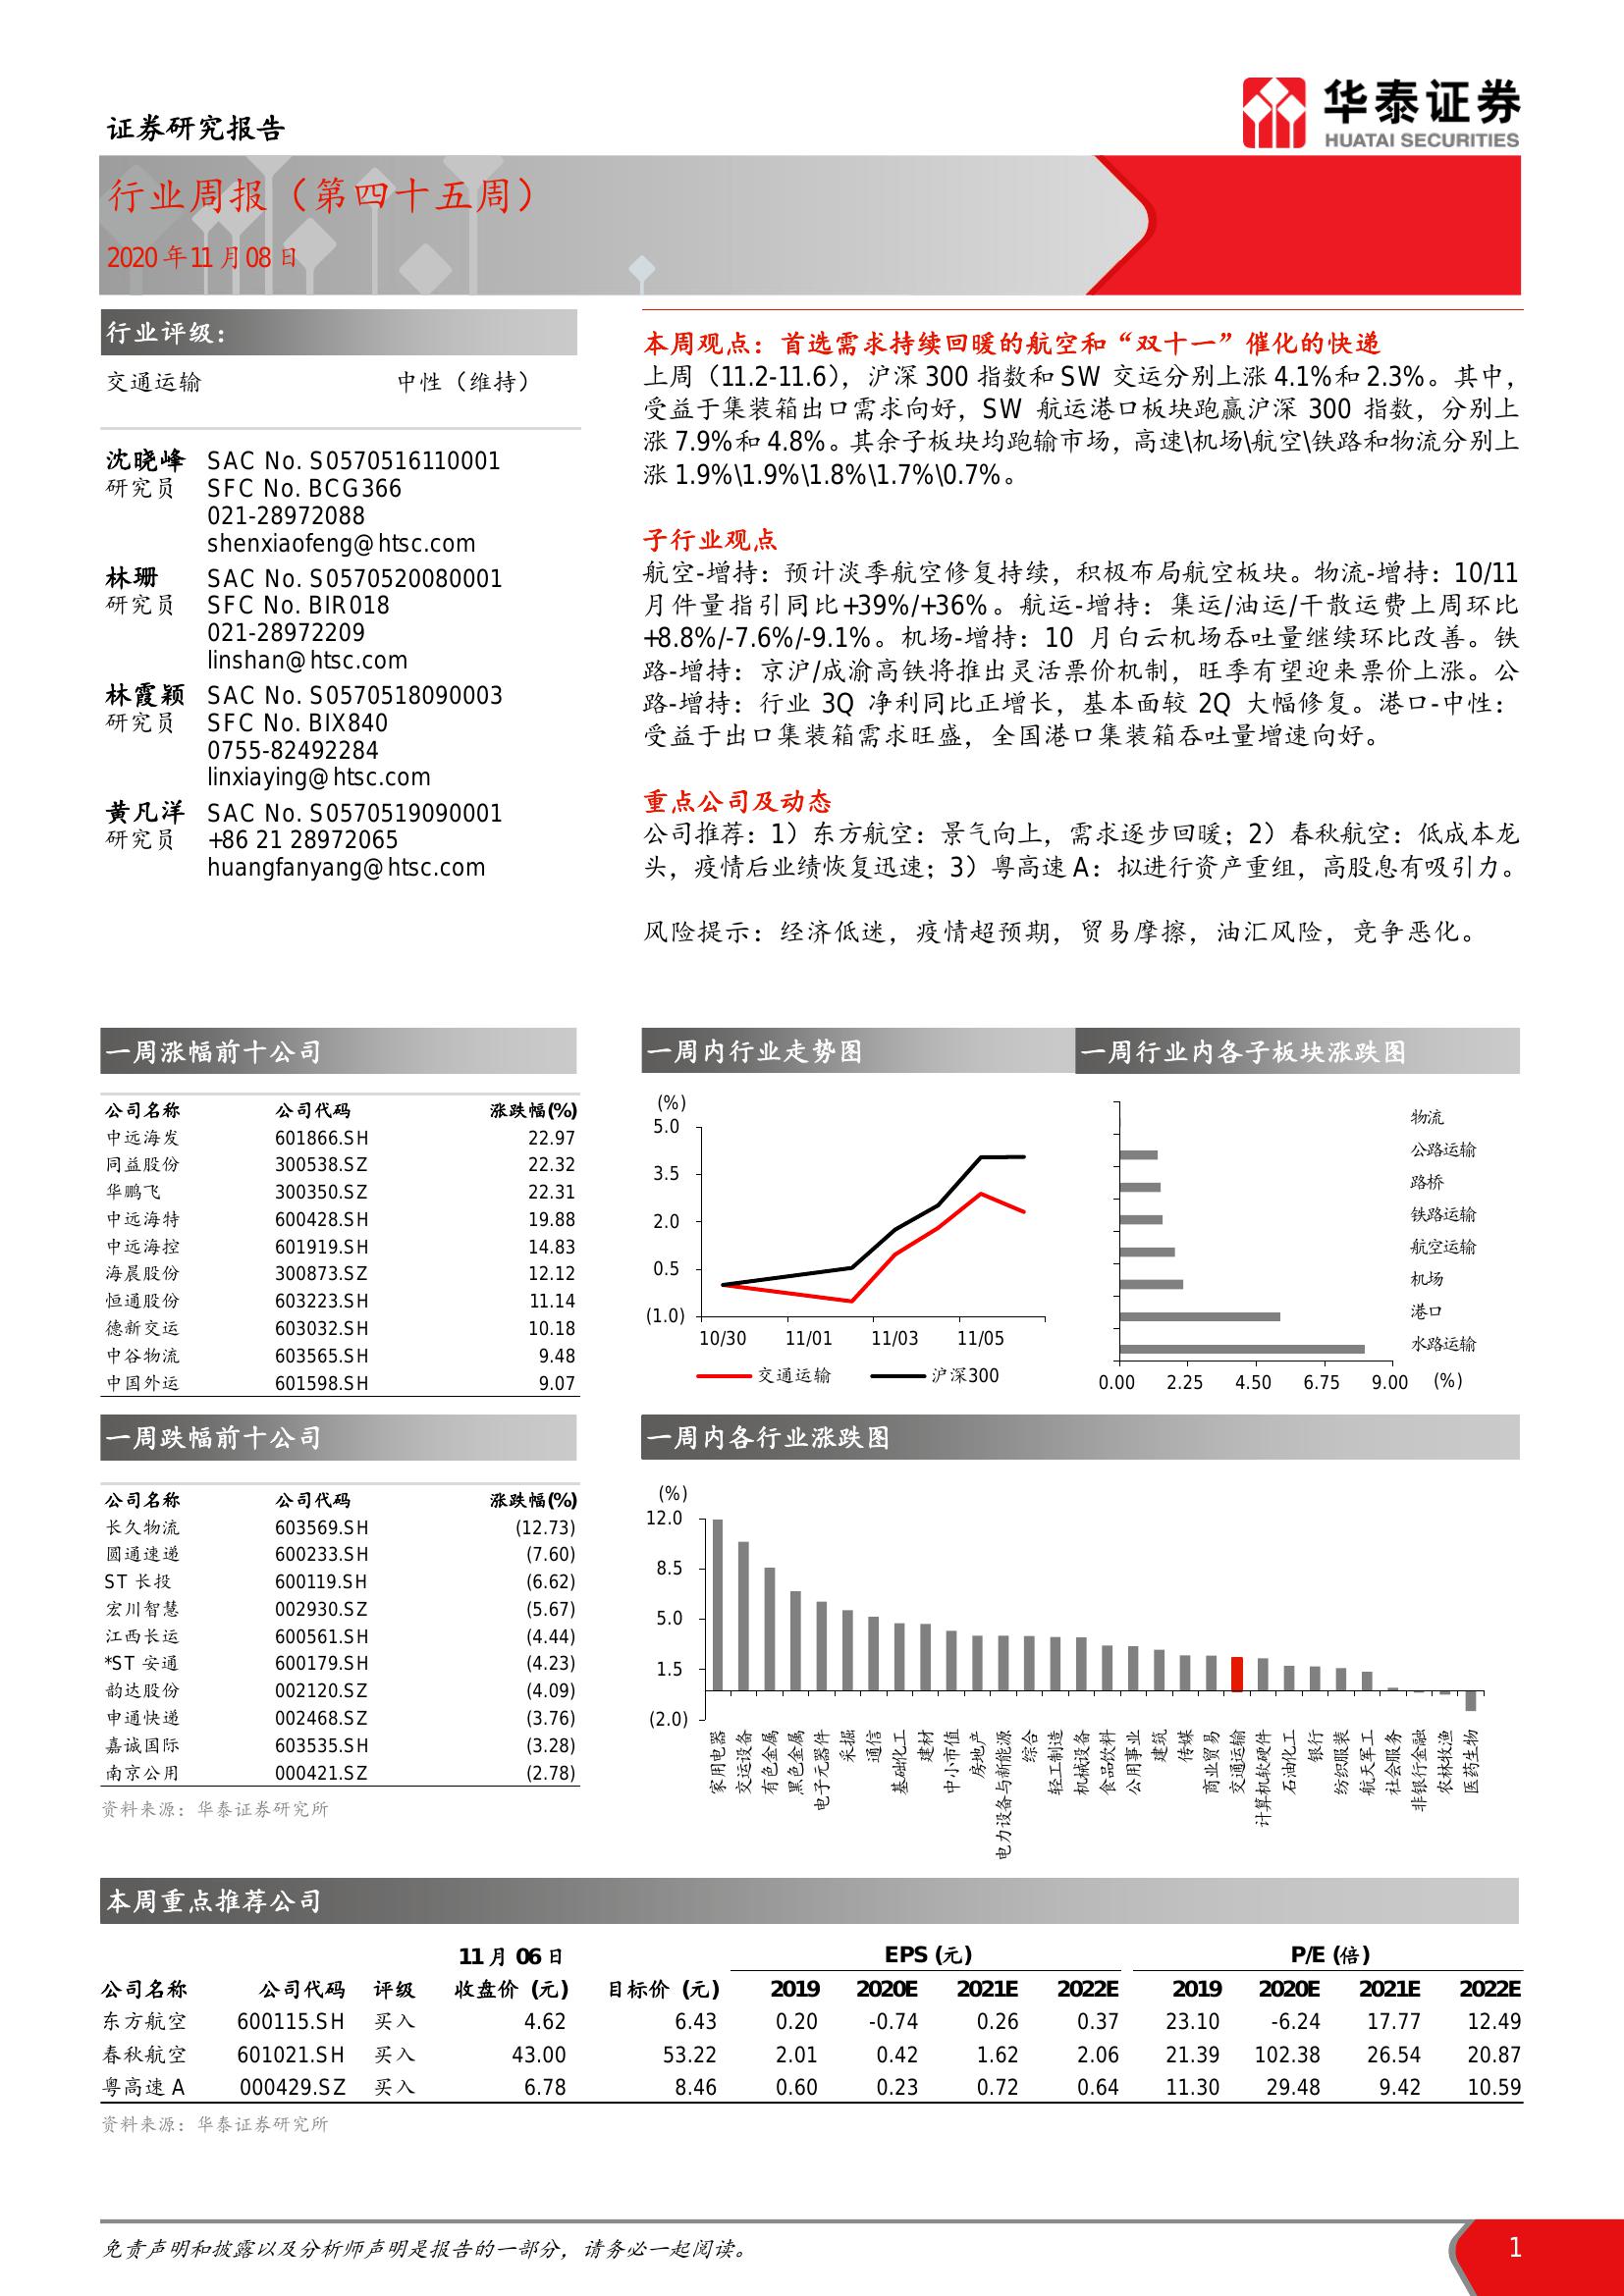 证券研究报告
华泰证券
HUATAI SECURITIES
行业周报（第四十五周）
2020年11月08日
行业评级：
交通运输 中性（维持）
沈晓峰 SAC No. S0570516110001
研究员 SFC No. BCG366
021-28972088
shenxiaofeng@htsc.com
林珊 SAC No. S0570520080001
研究员 SFC No. BIR018
021-28972209
linshan@htsc.com
林霞颖 SAC No. S0570518090003
研究员 SFC No. BIX840
0755-82492284
linxiaying@htsc.com
黄凡洋 SAC No. S0570519090001
研究员 +86 21 28972065
huangfanyang@htsc.com
本周观点：首选需求持续回暖的航空和“双十一”催化的快递
上周（11.2-11.6），沪深 300 指数和 SW 交运分别上涨 4.1%和 2.3%。其中，
受益于集装箱出口需求向好，SW 航运港口板块跑赢沪深 300 指数，分别上
涨 7.9%和 4.8%。其余子板块均跑输市场，高速\机场\航空\铁路和物流分别上
涨 1.9%\1.9%\1.8%\1.7%\0.7%。
子行业观点
航空-增持：预计淡季航空修复持续，积极布局航空板块。物流-增持：10/11
月件量指引同比+39%/+36%。航运-增持：集运/油运/干散运费上周环比
+8.8%/-7.6%/-9.1%。机场-增持：10 月白云机场吞吐量继续环比改善。铁
路-增持：京沪/成渝高铁将推出灵活票价机制，旺季有望迎来票价上涨。公
路-增持：行业 3Q 净利同比正增长，基本面较 2Q 大幅修复。港口-中性：
受益于出口集装箱需求旺盛，全国港口集装箱吞吐量增速向好。
重点公司及动态
公司推荐：1）东方航空：景气向上，需求逐步回暖；2）春秋航空：低成本龙
头，疫情后业绩恢复迅速；3）粤高速 A：拟进行资产重组，高股息有吸引力。
风险提示：经济低迷，疫情超预期，贸易摩擦，油汇风险，竞争恶化。
一周涨幅前十公司
公司名称 公司代码 涨跌幅(%)
中远海发 601866.SH 22.97
同益股份 300538.SZ 22.32
华鹏飞 300350.SZ 22.31
中远海特 600428.SH 19.88
中远海控 601919.SH 14.83
海晨股份 300873.SZ 12.12
恒通股份 603223.SH 11.14
德新交运 603032.SH 10.18
中谷物流 603565.SH 9.48
中国外运 601598.SH 9.07
一周内行业走势图
(%)
5.0
3.5
2.0
0.5
(1.0)
10/30 11/01 11/03 11/05
交通运输 沪深300
一周行业内各子板块涨跌图
物流
公路运输
路桥
铁路运输
航空运输
机场
港口
水路运输
0.00 2.25 4.50 6.75 9.00 (%)
一周跌幅前十公司
公司名称 公司代码 涨跌幅(%)
长久物流 603569.SH (12.73)
圆通速递 600233.SH (7.60)
ST 长投 600119.SH (6.62)
宏川智慧 002930.SZ (5.67)
江西长运 600561.SH (4.44)
*ST 安通 600179.SH (4.23)
韵达股份 002120.SZ (4.09)
申通快递 002468.SZ (3.76)
嘉诚国际 603535.SH (3.28)
南京公用 000421.SZ (2.78)
资料来源：华泰证券研究所
一周内各行业涨跌图
(%)
12.0
8.5
5.0
1.5
(2.0)
家用电器
交运设备
有色金属
黑色金属
电子元器件
采掘
通信
基础化工
建材
中小市值
房地产
电力设备与新能源
综合
轻工制造
机械设备
食品饮料
公用事业
建筑
传媒
商业贸易
交通运输
计算机软硬件
石油化工
银行
纺织服装
航天军工
社会服务
非银行金融
农林牧渔
医药生物
本周重点推荐公司
11月 06日 EPS (元) P/E (倍)
公司名称 公司代码 评级 收盘价 (元) 目标价 (元) 2019 2020E 2021E 2022E 2019 2020E 2021E 2022E
东方航空 600115.SH 买入 4.62 6.43 0.20 -0.74 0.26 0.37 23.10 -6.24 17.77 12.49
春秋航空 601021.SH 买入 43.00 53.22 2.01 0.42 1.62 2.06 21.39 102.38 26.54 20.87
粤高速 A 000429.SZ 买入 6.78 8.46 0.60 0.23 0.72 0.64 11.30 29.48 9.42 10.59
资料来源：华泰证券研究所
免责声明和披露以及分析师声明是报告的一部分，请务必一起阅读。 1